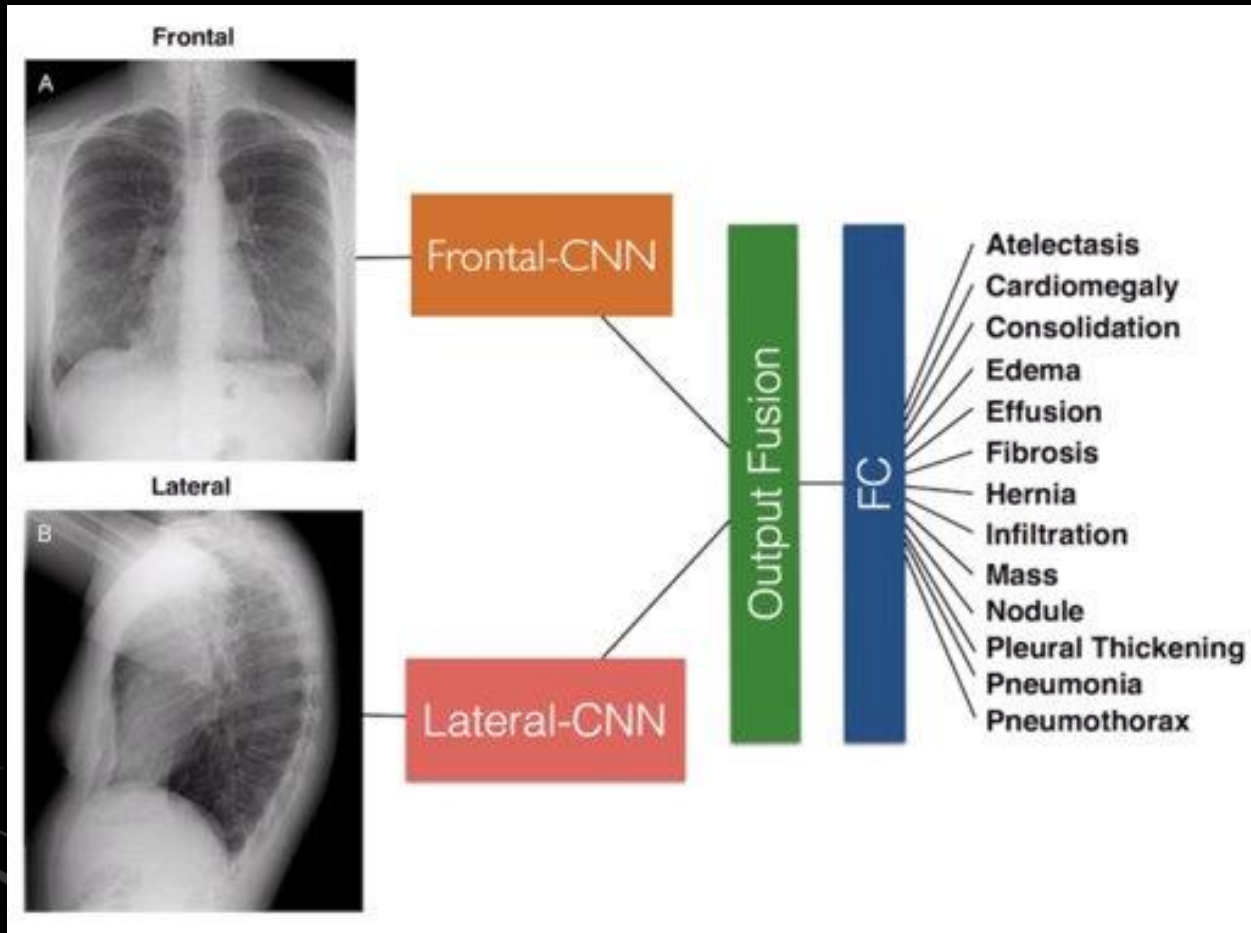 Frontal
A
Lateral
B
Frontal-CNN
Lateral-CNN
Output Fusion
FC
Atelectasis
Cardiomegaly
Consolidation
Edema
Effusion
Fibrosis
Hernia
Infiltration
Mass
Nodule
Pleural Thickening
Pneumonia
Pneumothorax